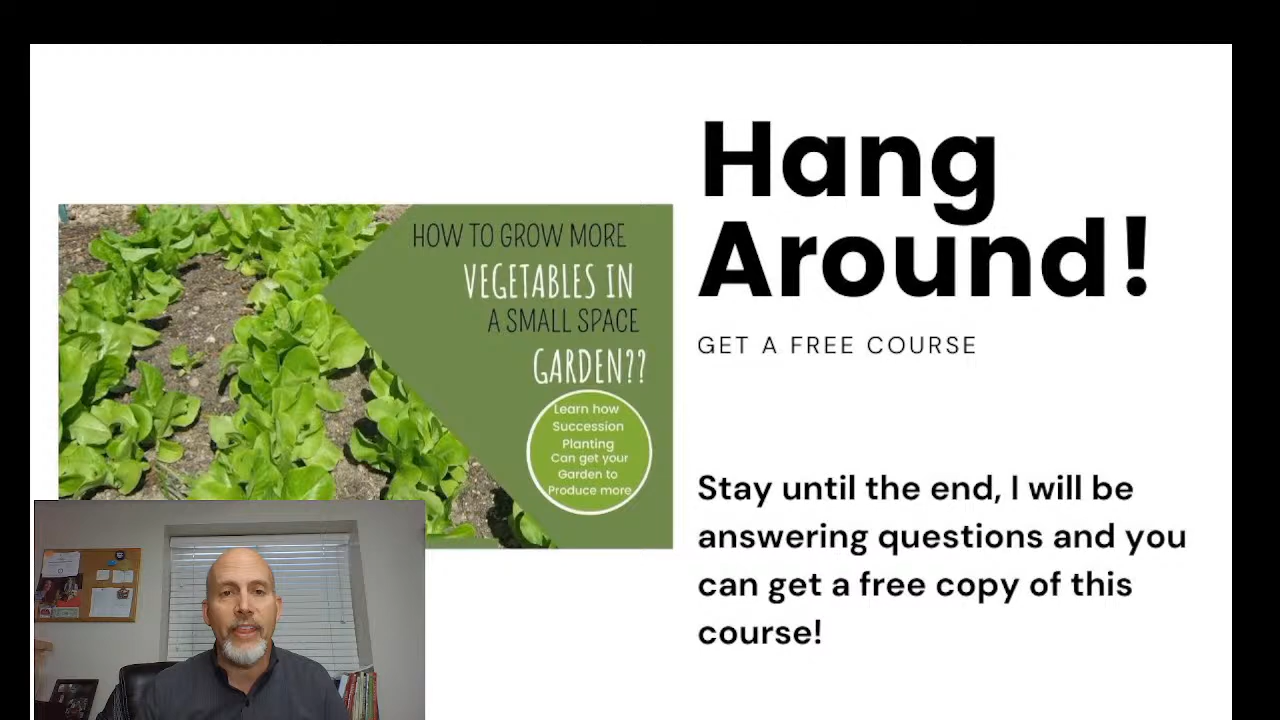 HOW TO GROW MORE
VEGETABLES IN
A SMALL SPACE
GARDEN??
Learn how
Succession
Planting
Can get your
Garden to
Produce more
Hang
Around!
GET A FREE COURSE
Stay until the end, I will be
answering questions and you
can get a free copy of this
course!